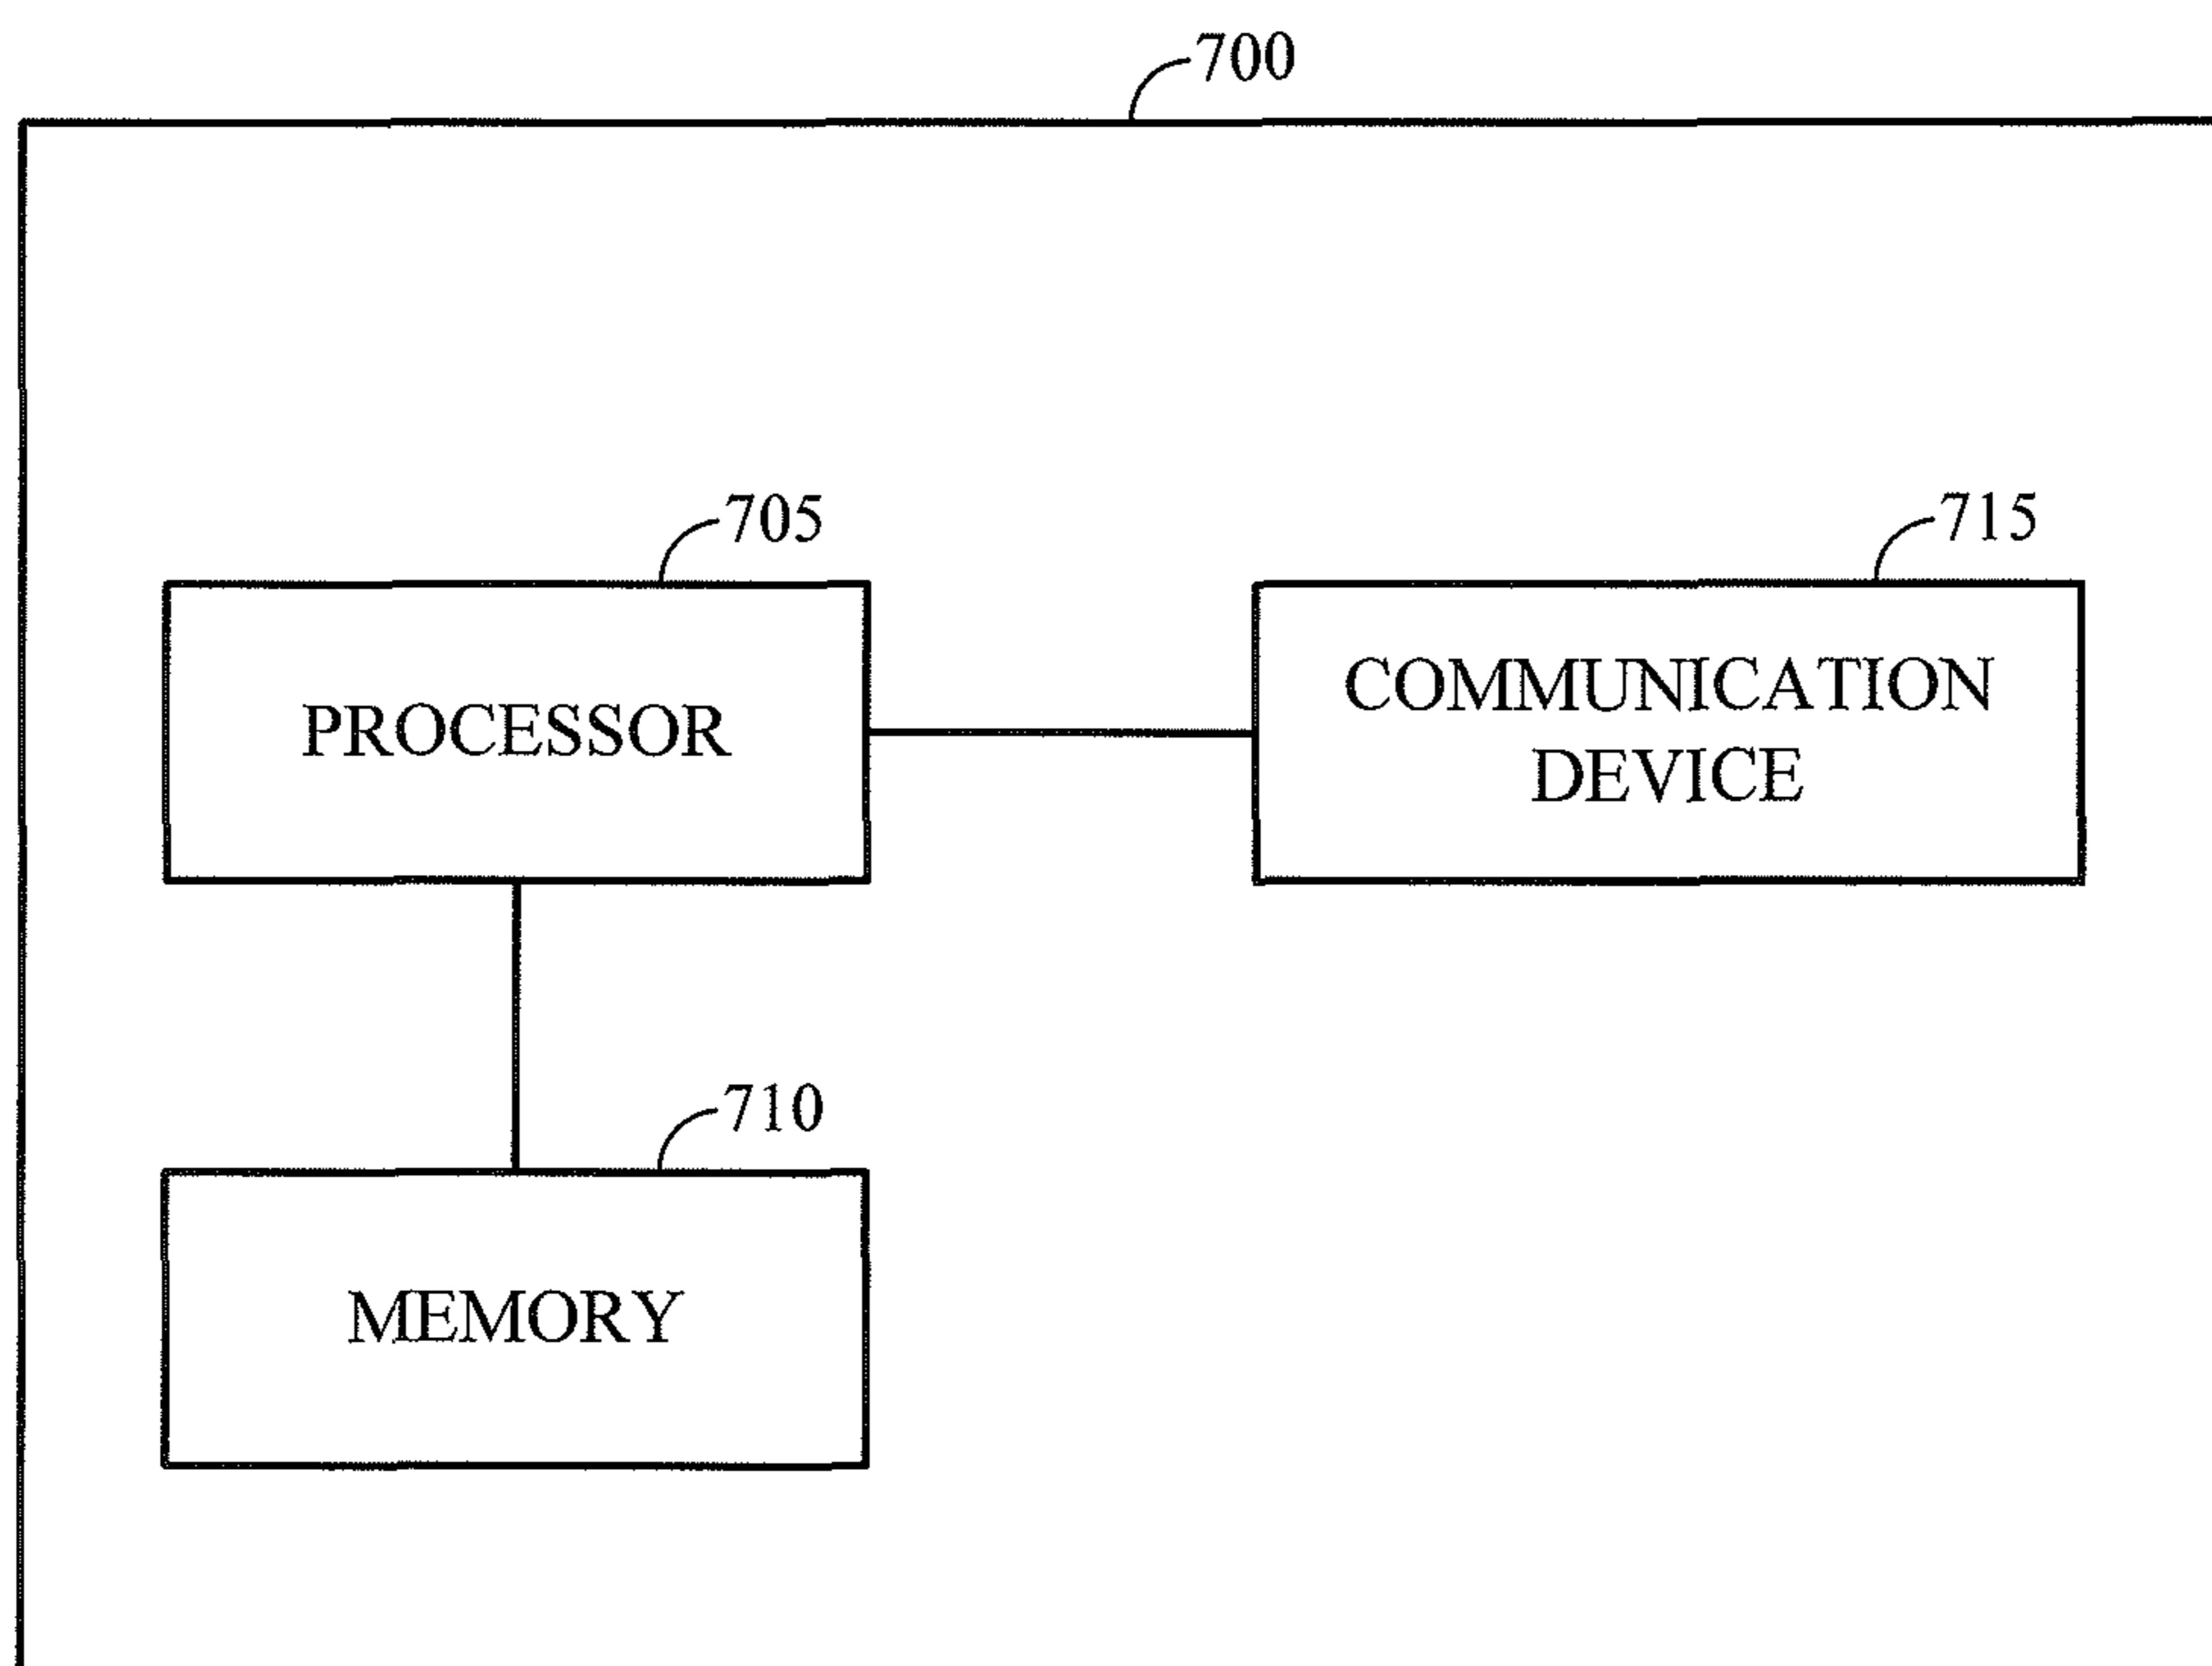 700
705
715
PROCESSOR
COMMUNICATION
DEVICE
710
MEMORY